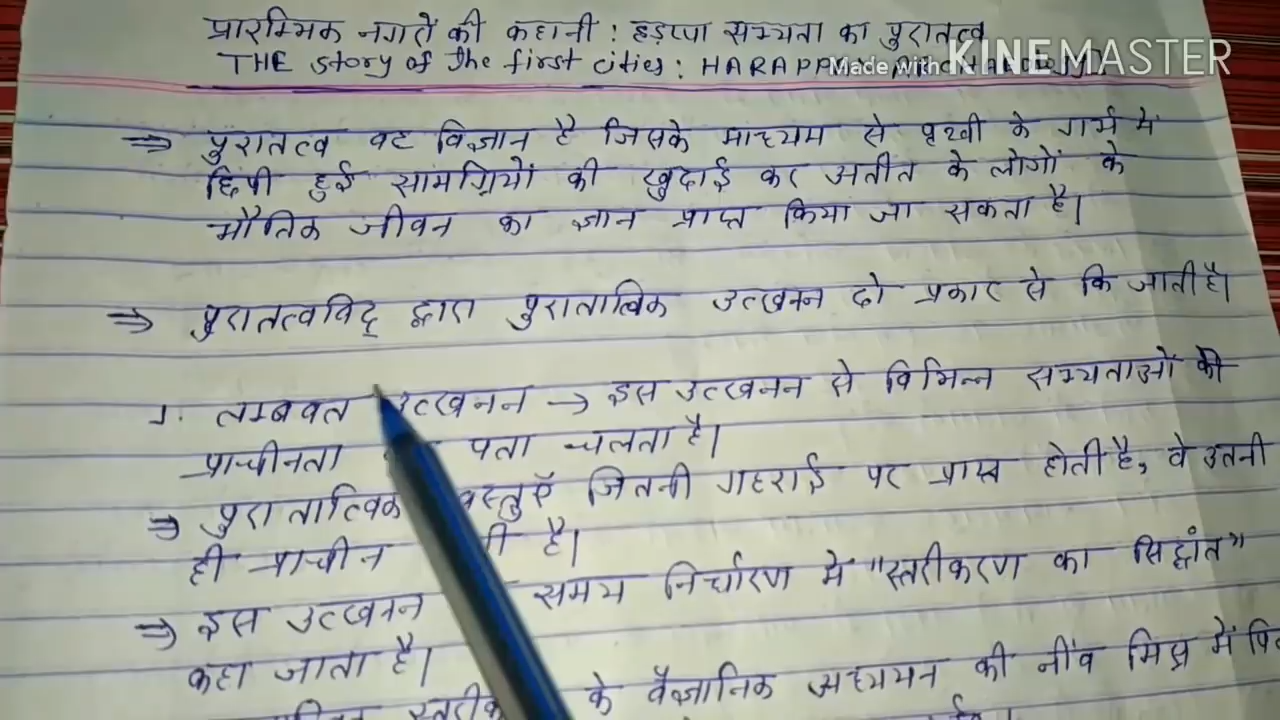 प्रारम्भिक नगरों की कहानी : हड़प्पा सभ्यता का पुरातत्व
THE Story of The first cities: HARAPPAN
Made with KINEMASTER
⇒ पुरातत्व वह विज्ञान है जिसके माध्यम से पृथ्वी के गर्भ में
छिपी हुई सामग्रियों की खुदाई कर अतीत के लोगों के
भौतिक जीवन का ज्ञान प्राप्त किया जा सकता है।
⇒ पुरातत्वविद् द्वारा पुरातात्विक उत्खनन दो प्रकार से कि जाती है।
1. लम्बवत उत्खनन → इस उत्खनन से विभिन्न सभ्यताओं की
प्राचीनता पता चलता है।
⇒ पुरातात्विक वस्तुएँ जितनी गहराई पर प्राप्त होती है, वे उतनी
ही प्राचीन है।
⇒ इस उत्खनन समय निर्धारण में "स्तरीकरण का सिद्धांत"
कहा जाता है।
के वैज्ञानिक अध्ययन की नींव मिस्र में